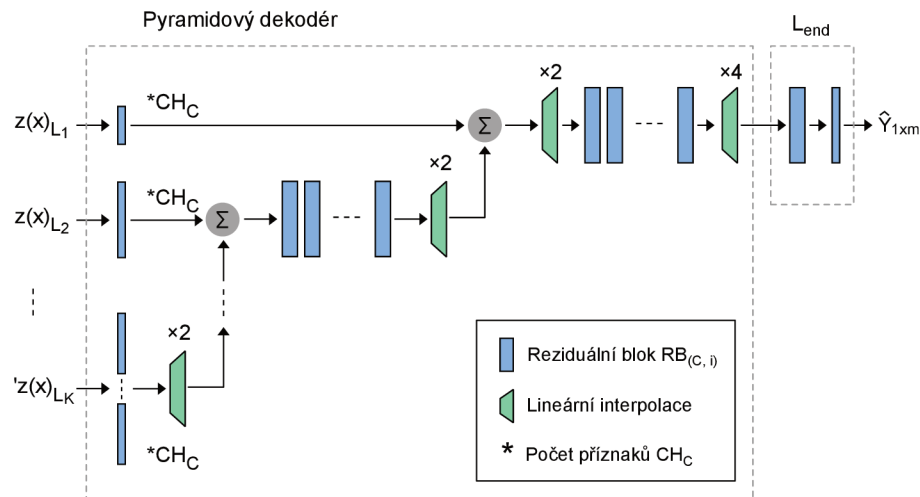 Pyramidový dekodér
L_end
×2
×4
z(x)_L1
*CH_C
Σ
Ŷ_1xm
×2
z(x)_L2
*CH_C
Σ
×2
'z(x)_LK
*CH_C
Reziduální blok RB_(C, i)
Lineární interpolace
* Počet příznaků CH_C